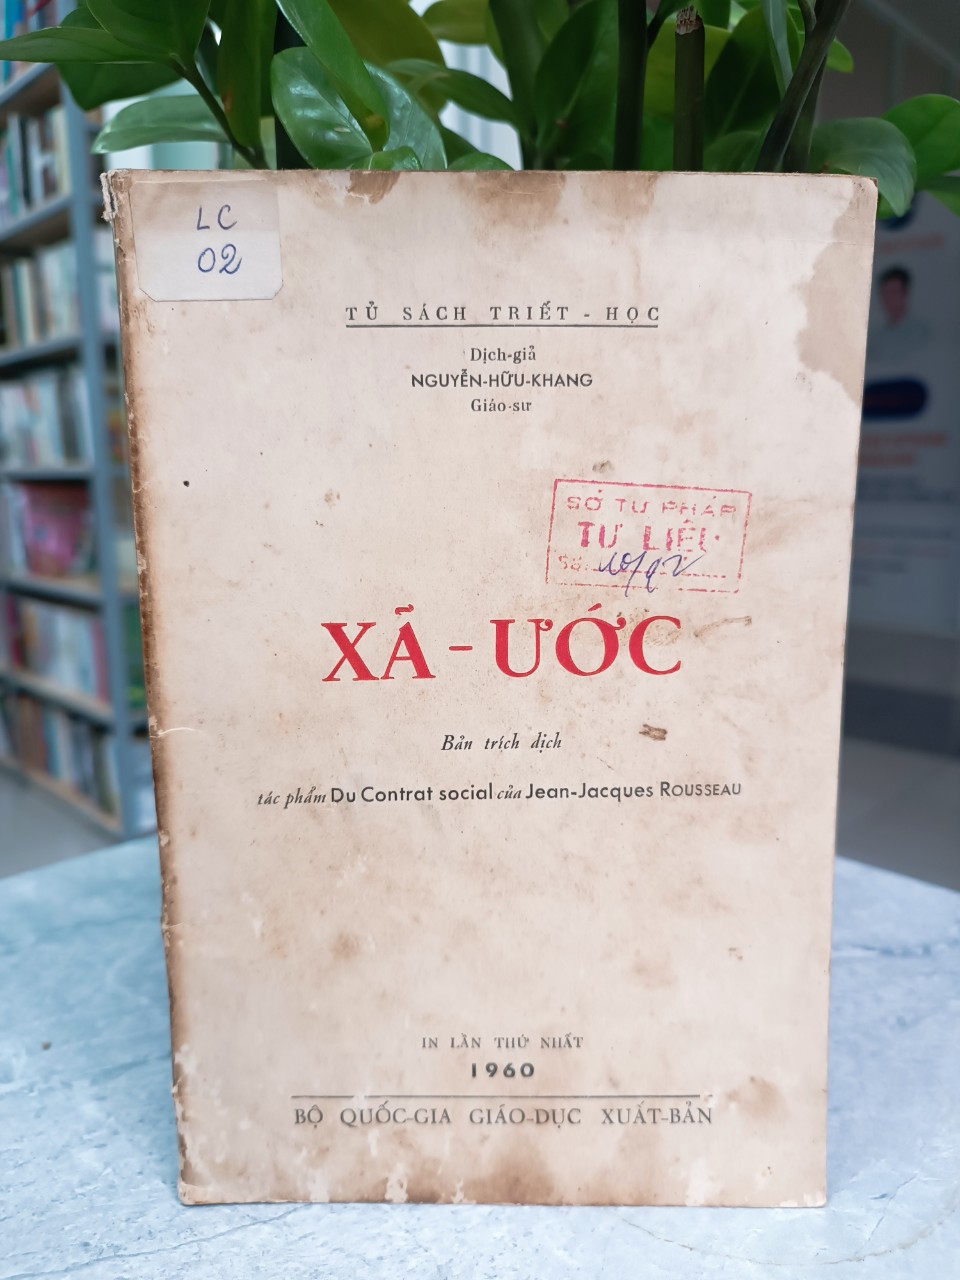 LC
02
TỦ SÁCH TRIẾT - HỌC
Dịch-giả
NGUYỄN-HỮU-KHANG
Giáo-sư
SỞ TƯ PHÁP
TƯ LIỆU
Số
XÃ - ƯỚC
Bản trích dịch
tác phẩm Du Contrat social của Jean-Jacques ROUSSEAU
IN LẦN THỨ NHẤT
1960
BỘ QUỐC-GIA GIÁO-DỤC XUẤT-BẢN